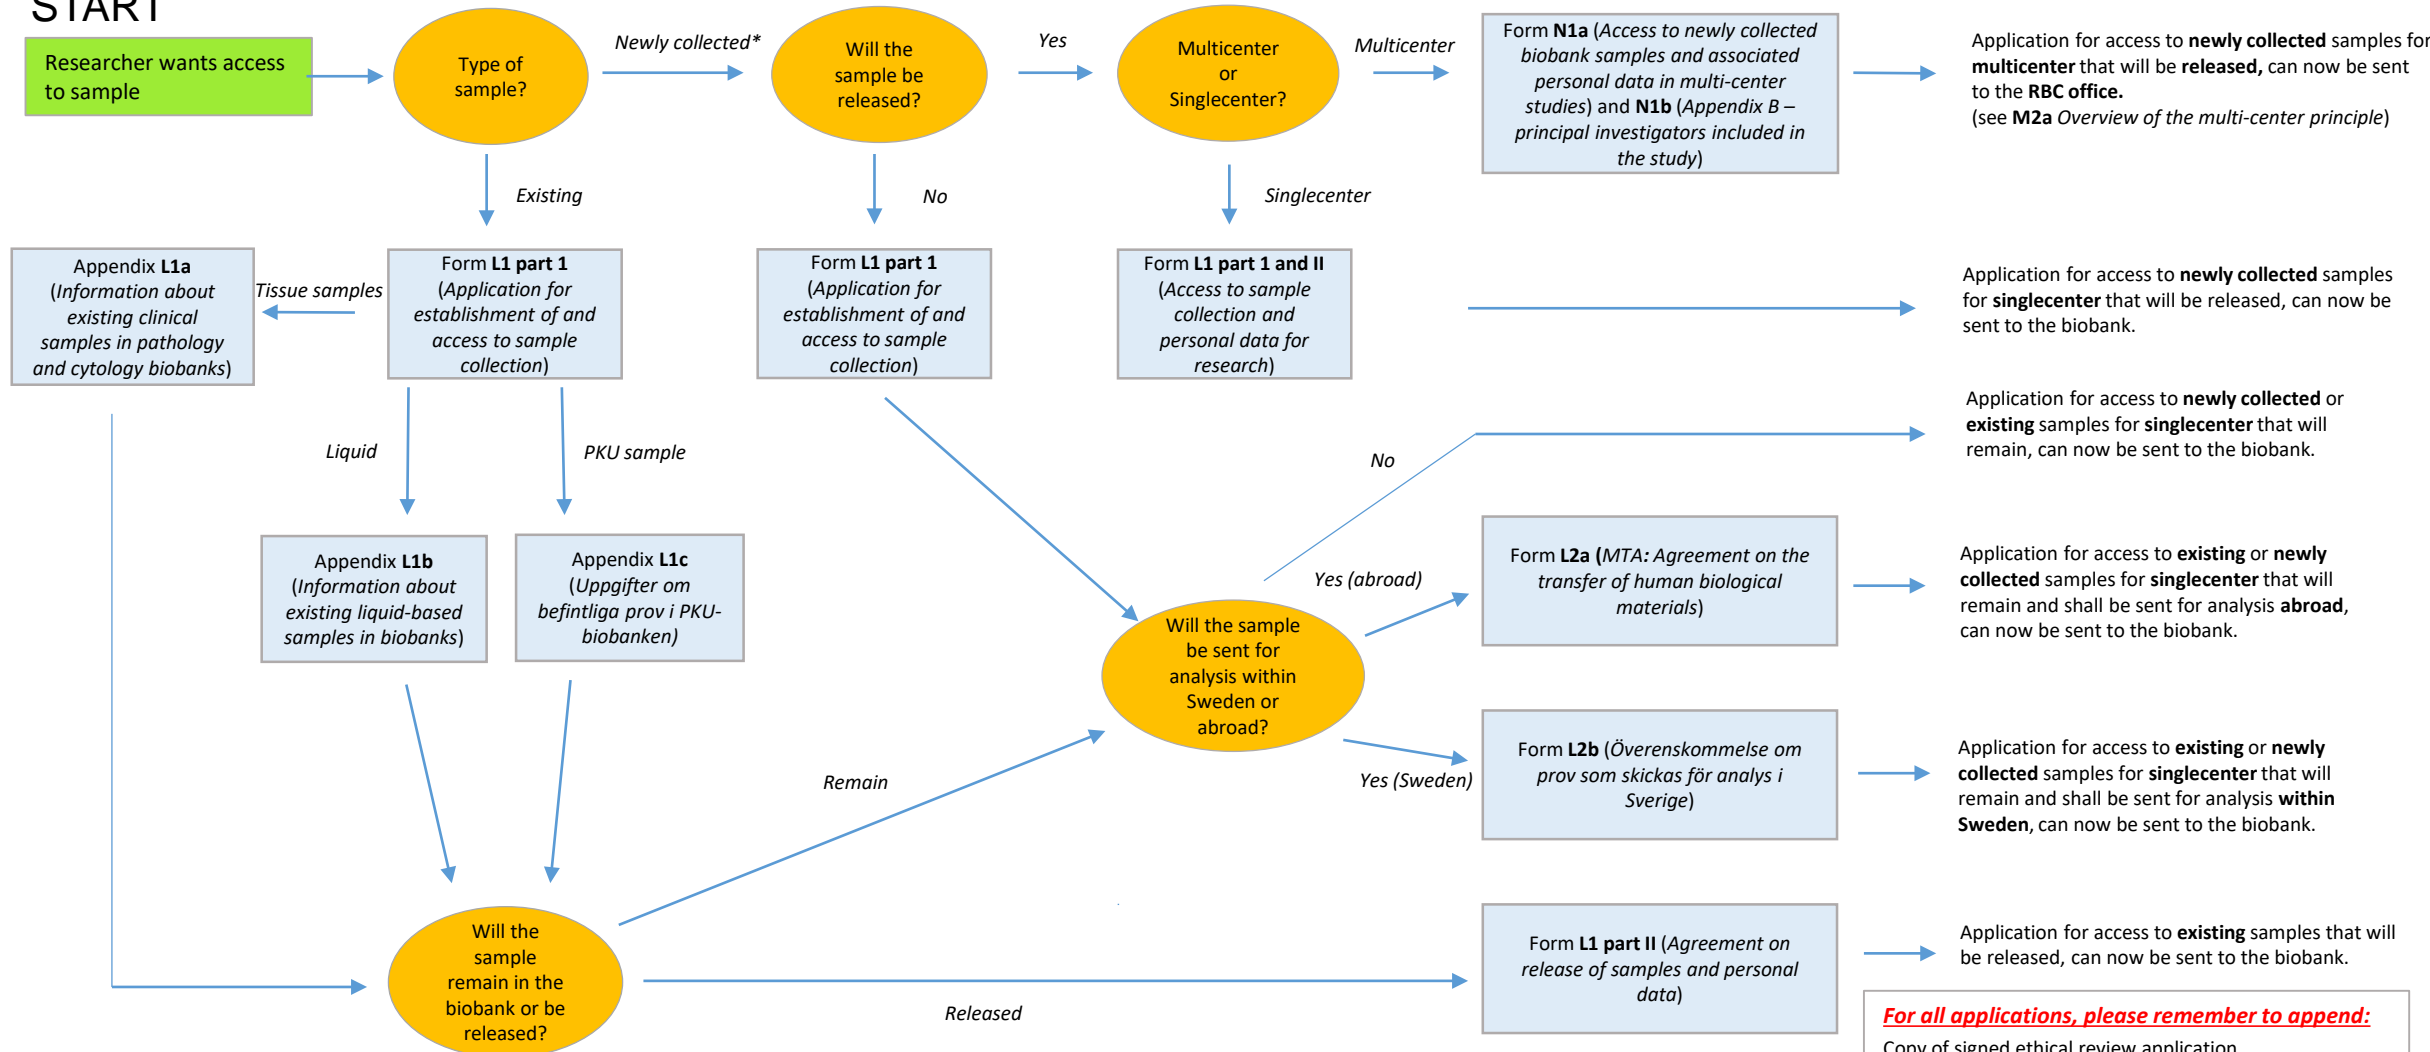 START
Researcher wants access
to sample
Type of
sample?
Newly collected*
Will the
sample be
released?
Yes
Multicenter
or
Singlecenter?
Multicenter
Form N1a (Access to newly collected
biobank samples and associated
personal data in multi-center
studies) and N1b (Appendix B –
principal investigators included in
the study)
Application for access to newly collected samples for
multicenter that will be released, can now be sent
to the RBC office.
(see M2a Overview of the multi-center principle)
Existing
No
Singlecenter
Appendix L1a
(Information about
existing clinical
samples in pathology
and cytology biobanks)
Tissue samples
Form L1 part 1
(Application for
establishment of and
access to sample
collection)
Form L1 part 1
(Application for
establishment of and
access to sample
collection)
Form L1 part 1 and II
(Access to sample
collection and
personal data for
research)
Application for access to newly collected samples
for singlecenter that will be released, can now be
sent to the biobank.
Application for access to newly collected or
existing samples for singlecenter that will
remain, can now be sent to the biobank.
Liquid
PKU sample
No
Appendix L1b
(Information about
existing liquid-based
samples in biobanks)
Appendix L1c
(Uppgifter om
befintliga prov i PKU-
biobanken)
Will the sample
be sent for
analysis within
Sweden or
abroad?
Yes (abroad)
Form L2a (MTA: Agreement on the
transfer of human biological
materials)
Application for access to existing or newly
collected samples for singlecenter that will
remain and shall be sent for analysis abroad,
can now be sent to the biobank.
Remain
Yes (Sweden)
Form L2b (Överenskommelse om
prov som skickas för analys i
Sverige)
Application for access to existing or newly
collected samples for singlecenter that will
remain and shall be sent for analysis within
Sweden, can now be sent to the biobank.
Will the
sample
remain in the
biobank or be
released?
Released
Form L1 part II (Agreement on
release of samples and personal
data)
Application for access to existing samples that will
be released, can now be sent to the biobank.
For all applications, please remember to append:
Copy of signed ethical review application